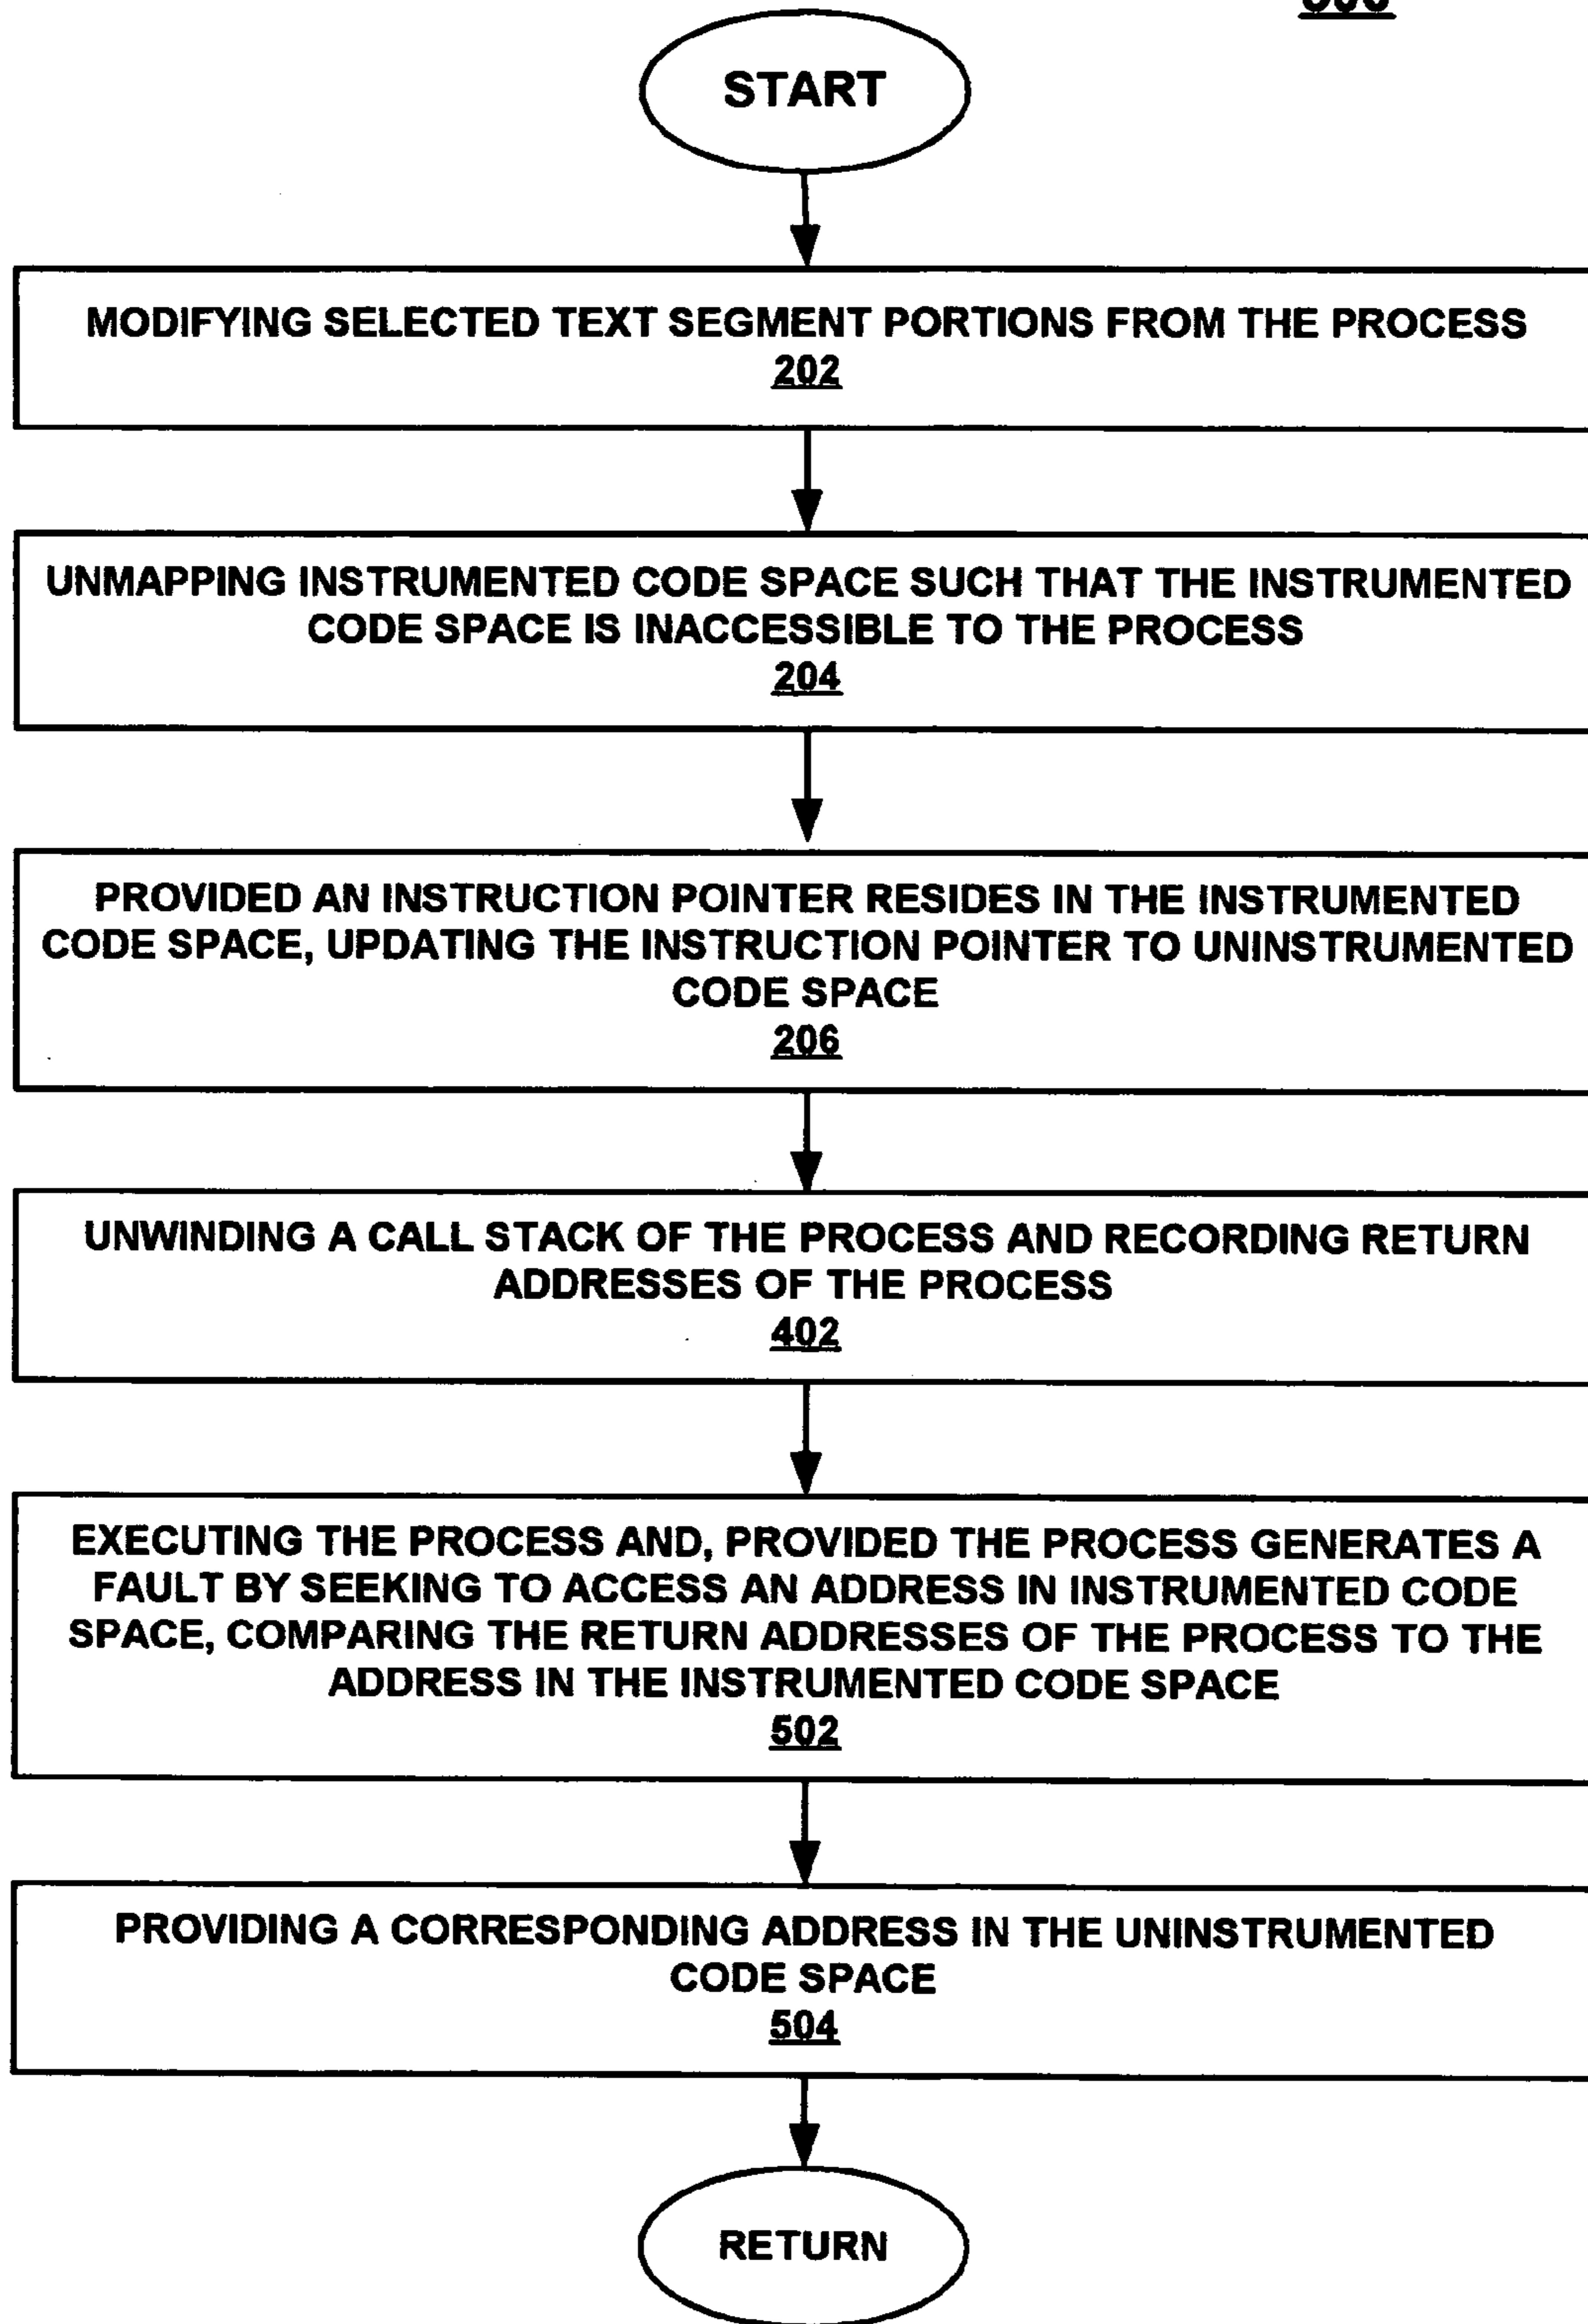 START
MODIFYING SELECTED TEXT SEGMENT PORTIONS FROM THE PROCESS
202
UNMAPPING INSTRUMENTED CODE SPACE SUCH THAT THE INSTRUMENTED
CODE SPACE IS INACCESSIBLE TO THE PROCESS
204
PROVIDED AN INSTRUCTION POINTER RESIDES IN THE INSTRUMENTED
CODE SPACE, UPDATING THE INSTRUCTION POINTER TO UNINSTRUMENTED
CODE SPACE
206
UNWINDING A CALL STACK OF THE PROCESS AND RECORDING RETURN
ADDRESSES OF THE PROCESS
402
EXECUTING THE PROCESS AND, PROVIDED THE PROCESS GENERATES A
FAULT BY SEEKING TO ACCESS AN ADDRESS IN INSTRUMENTED CODE
SPACE, COMPARING THE RETURN ADDRESSES OF THE PROCESS TO THE
ADDRESS IN THE INSTRUMENTED CODE SPACE
502
PROVIDING A CORRESPONDING ADDRESS IN THE UNINSTRUMENTED
CODE SPACE
504
RETURN